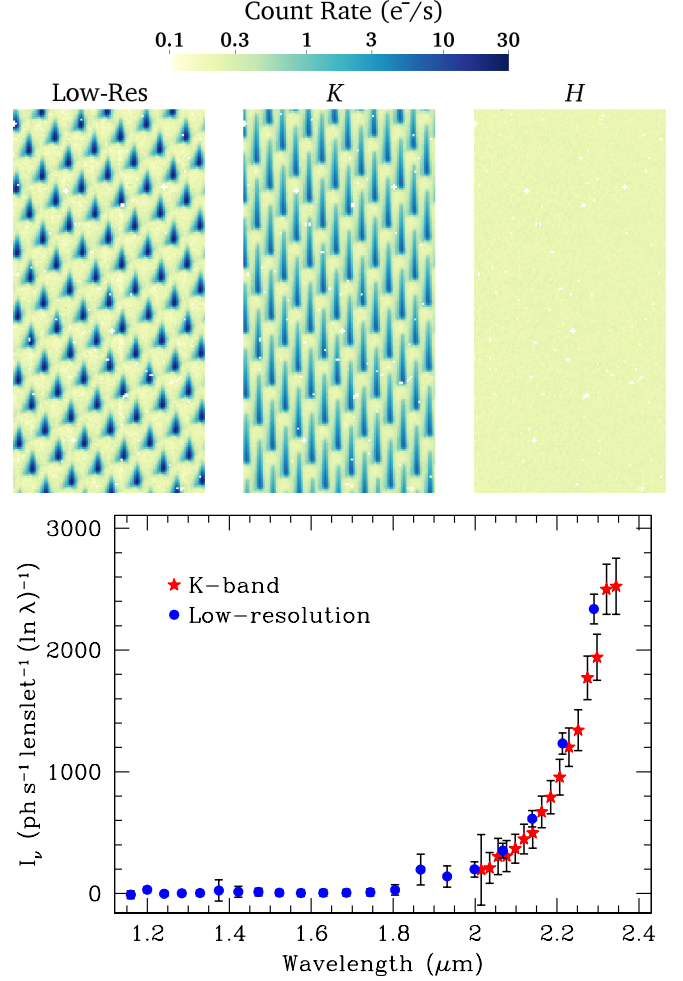 Count Rate (e⁻/s)
0.1 0.3 1 3 10 30
Low-Res K H
3000
2000
1000
0
I_ν (ph s⁻¹ lenslet⁻¹ (ln λ)⁻¹)
K−band
Low−resolution
1.2 1.4 1.6 1.8 2 2.2 2.4
Wavelength (μm)